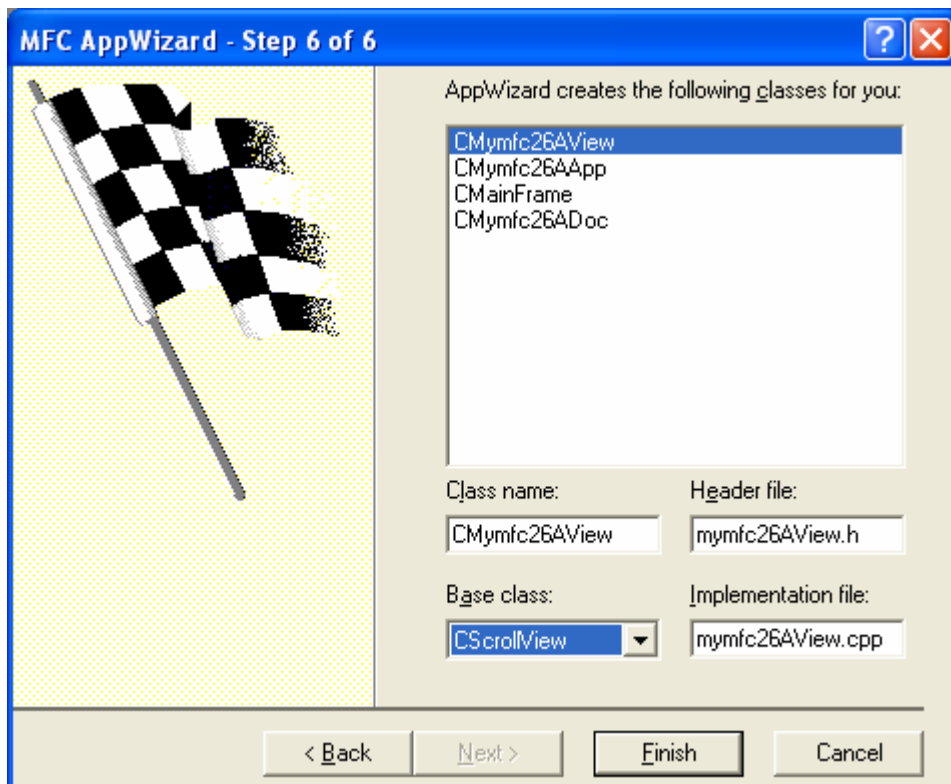 MFC AppWizard - Step 6 of 6
AppWizard creates the following classes for you:
CMymfc26AView
CMymfc26AApp
CMainFrame
CMymfc26ADoc
Class name:
Header file:
CMymfc26AView
mymfc26AView.h
Base class:
Implementation file:
CScrollView
mymfc26AView.cpp
< Back
Next >
Finish
Cancel